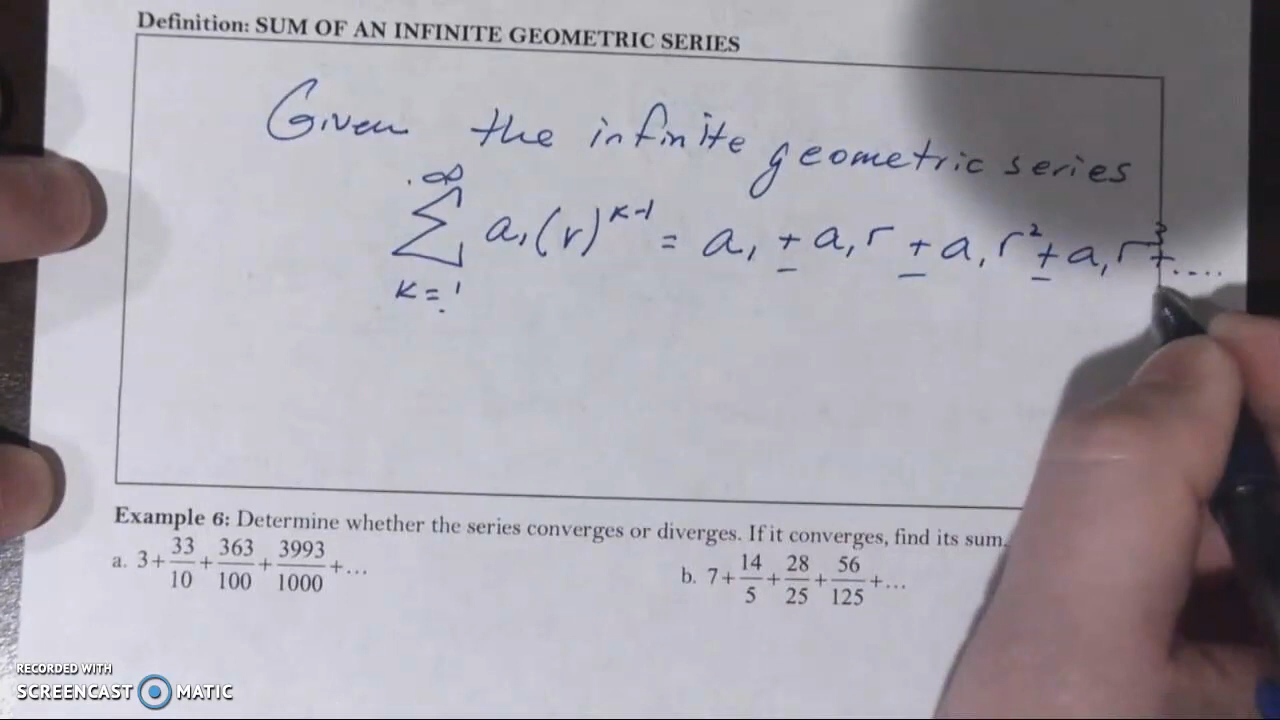 Definition: SUM OF AN INFINITE GEOMETRIC SERIES
Given the infinite geometric series
∞
∑ a₁(r)^(k-1) = a₁ + a₁r + a₁r² + a₁r³ + ....
k=1
Example 6: Determine whether the series converges or diverges. If it converges, find its sum.
a. 3+33/10+363/100+3993/1000+…
b. 7+14/5+28/25+56/125+…
RECORDED WITH
SCREENCAST MATIC